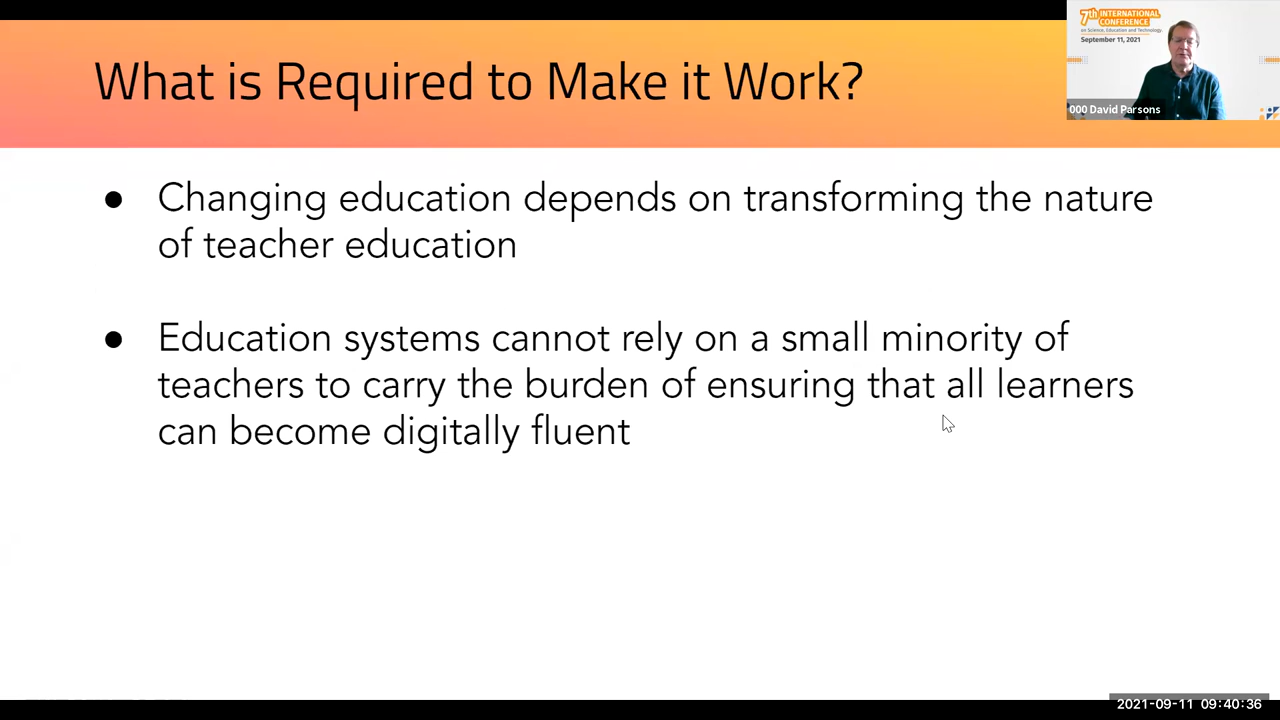 What is Required to Make it Work?
7th INTERNATIONAL
CONFERENCE
on Science, Education and Technology
September 11, 2021
000 David Parsons
● Changing education depends on transforming the nature
of teacher education
● Education systems cannot rely on a small minority of
teachers to carry the burden of ensuring that all learners
can become digitally fluent
2021-09-11 09:40:36